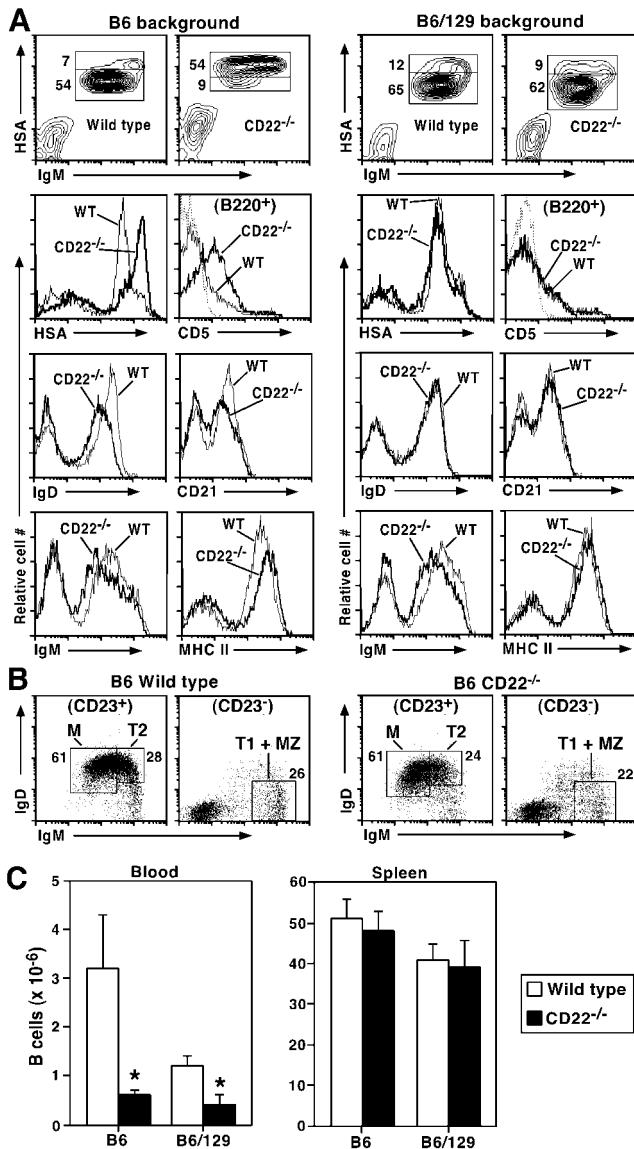 A
B6 background
B6/129 background
7
54
Wild type
54
9
CD22-/-
12
65
Wild type
9
62
CD22-/-
HSA
IgM
HSA
IgM
WT
CD22-/-
HSA
(B220+)
CD22-/-
WT
CD5
WT
CD22-/-
HSA
(B220+)
CD22-/-
WT
CD5
CD22-/-
WT
IgD
WT
CD22-/-
CD21
CD22-/-
WT
IgD
WT
CD22-/-
CD21
Relative cell #
CD22-/-
WT
IgM
WT
CD22-/-
MHC II
Relative cell #
CD22-/-
WT
IgM
WT
CD22-/-
MHC II
B
B6 Wild type
B6 CD22-/-
(CD23+)
M
T2
61
28
(CD23-)
T1 + MZ
26
(CD23+)
M
T2
61
24
(CD23-)
T1 + MZ
22
IgD
IgM
IgD
IgM
C
Blood
Spleen
B cells (x 10-6)
5
4
3
2
1
0
*
*
B6
B6/129
60
50
40
30
20
10
0
B6
B6/129
Wild type
CD22-/-